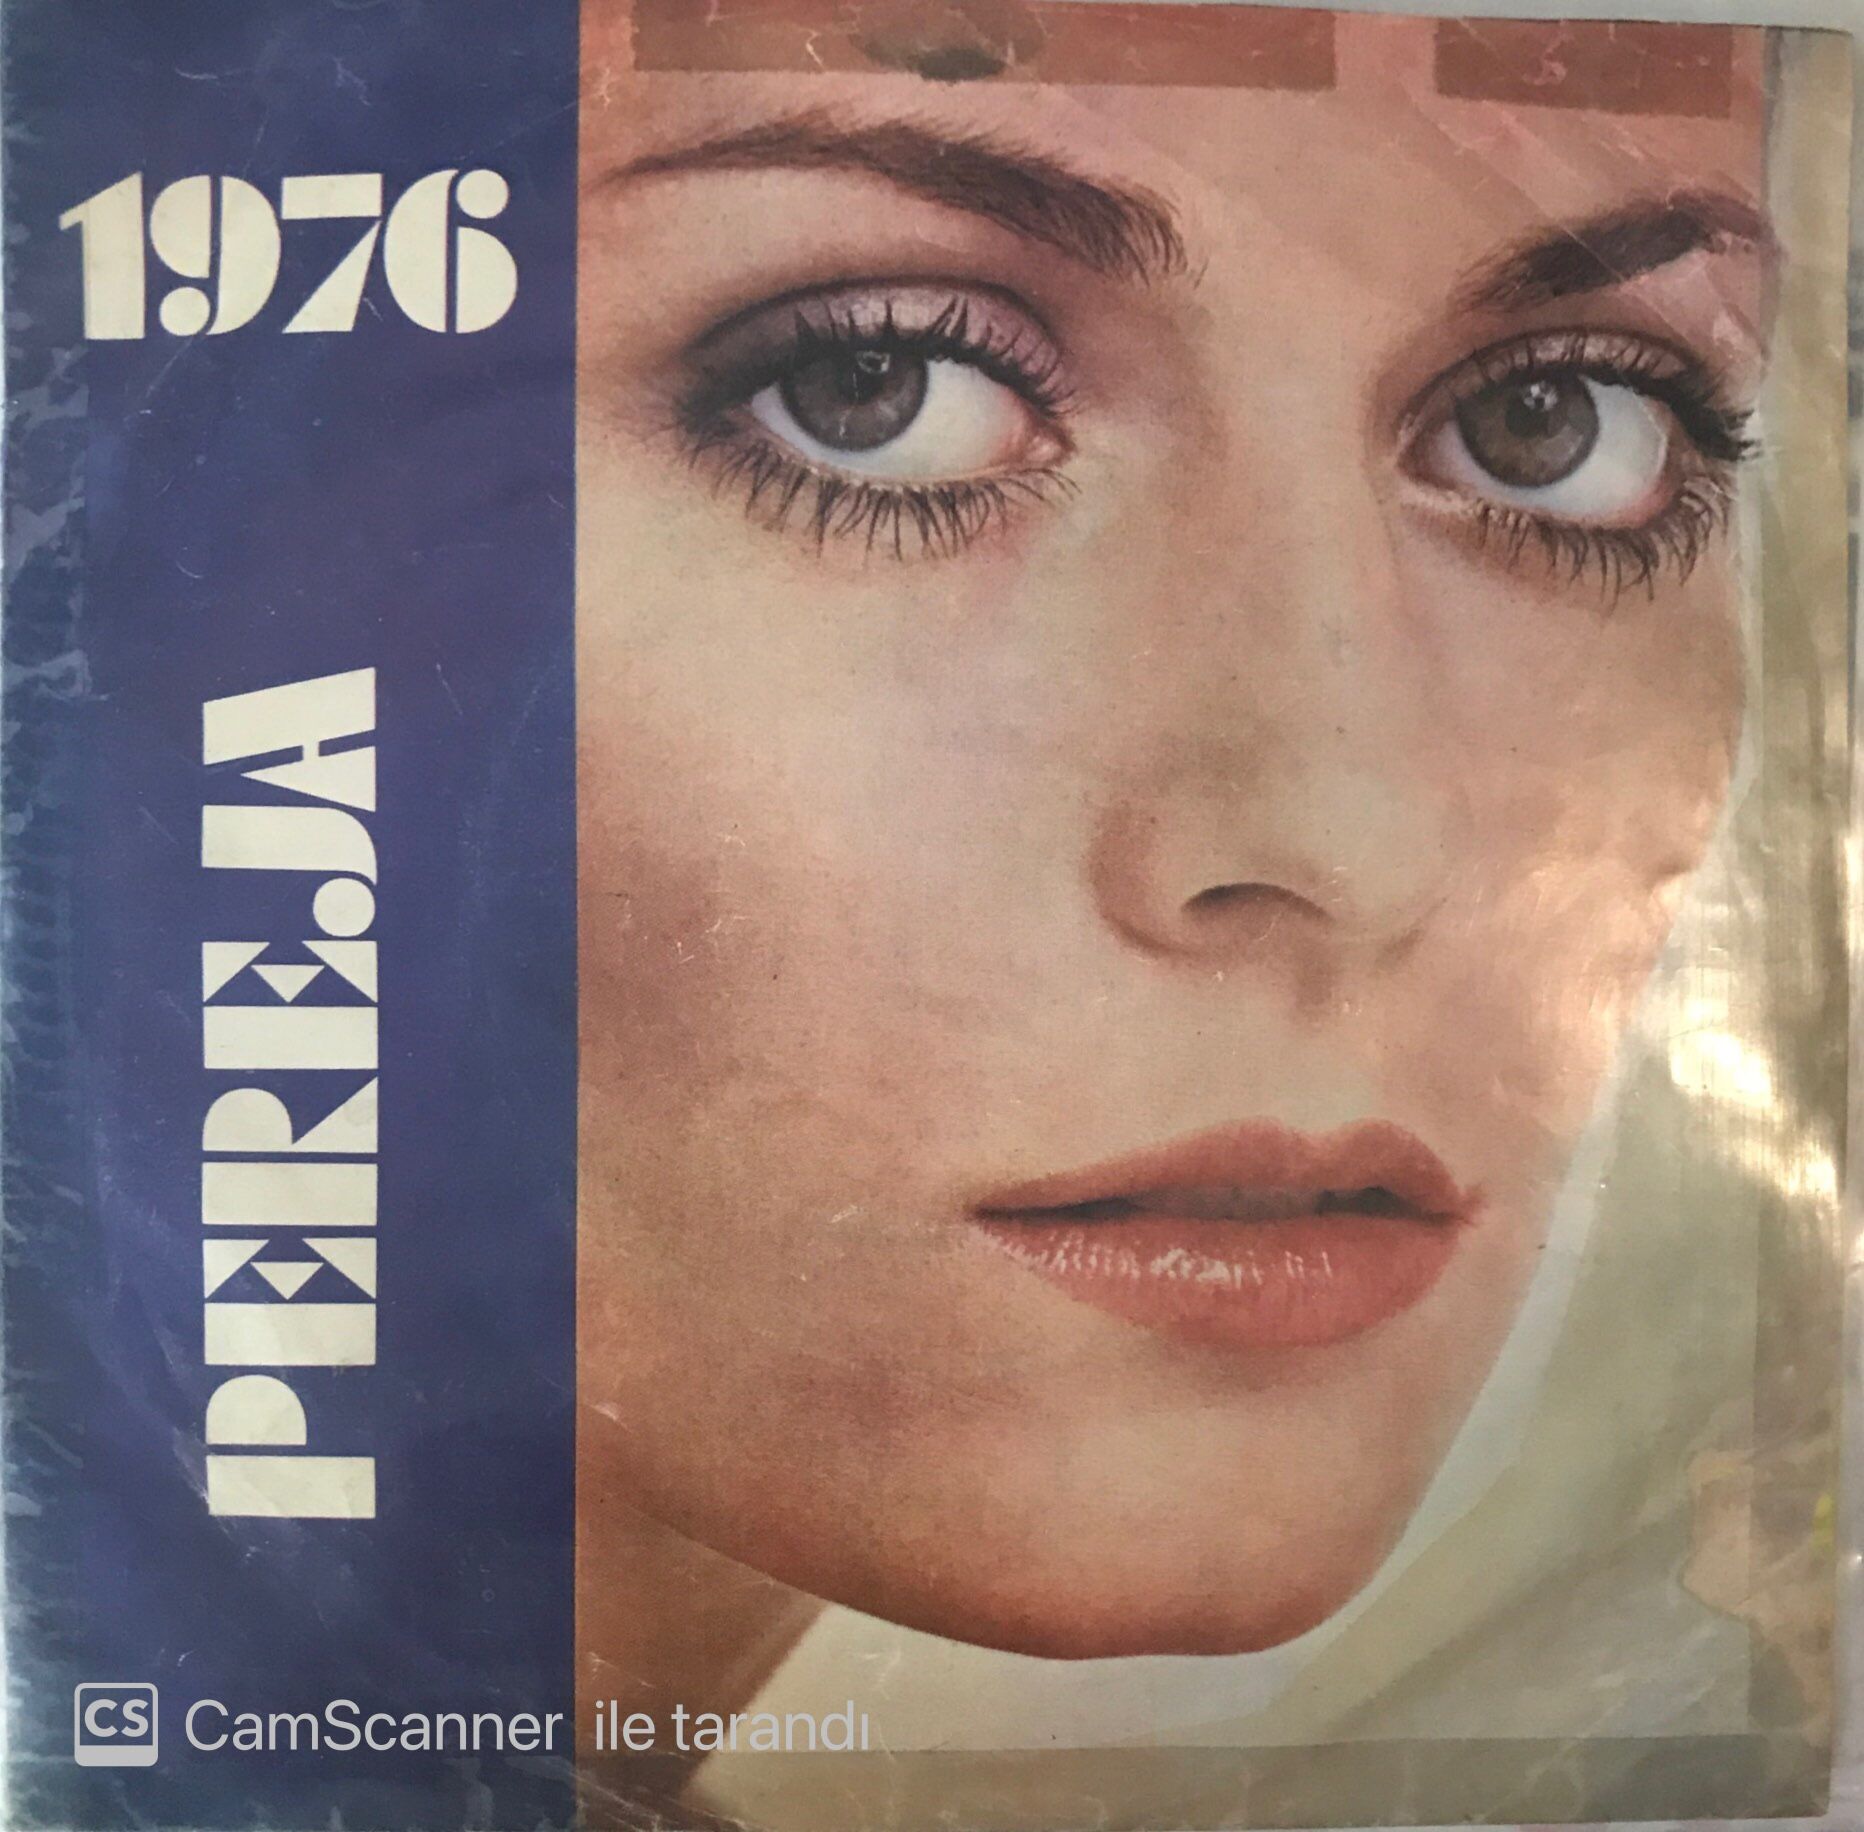 1976
PEREJA
CS CamScanner ile tarandı